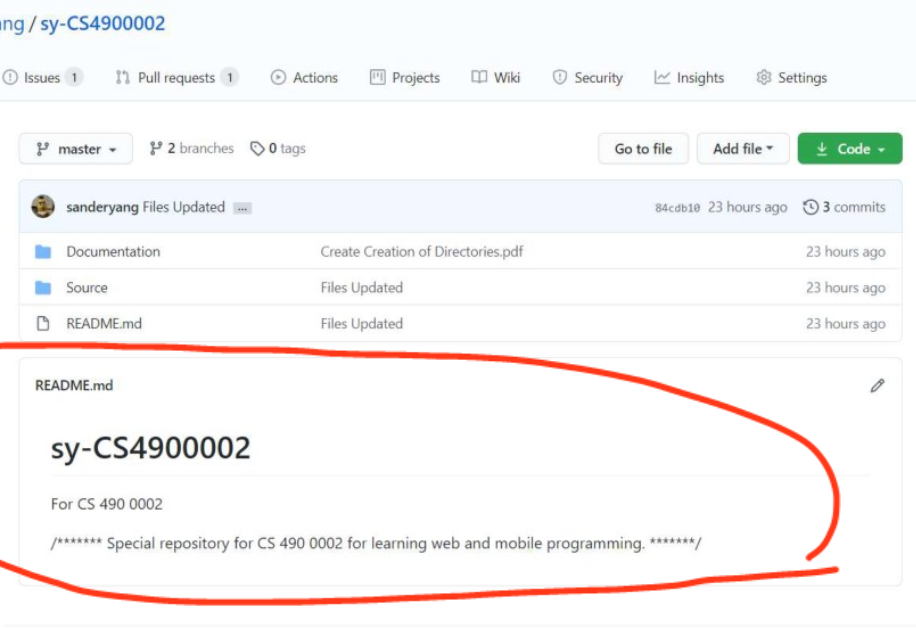 ang / sy-CS4900002
Issues 1 Pull requests 1 Actions Projects Wiki Security Insights Settings
master 2 branches 0 tags Go to file Add file Code
sanderyang Files Updated ... 84cdb10 23 hours ago 3 commits
Documentation Create Creation of Directories.pdf 23 hours ago
Source Files Updated 23 hours ago
README.md Files Updated 23 hours ago
README.md
sy-CS4900002
For CS 490 0002
/******* Special repository for CS 490 0002 for learning web and mobile programming. *******/